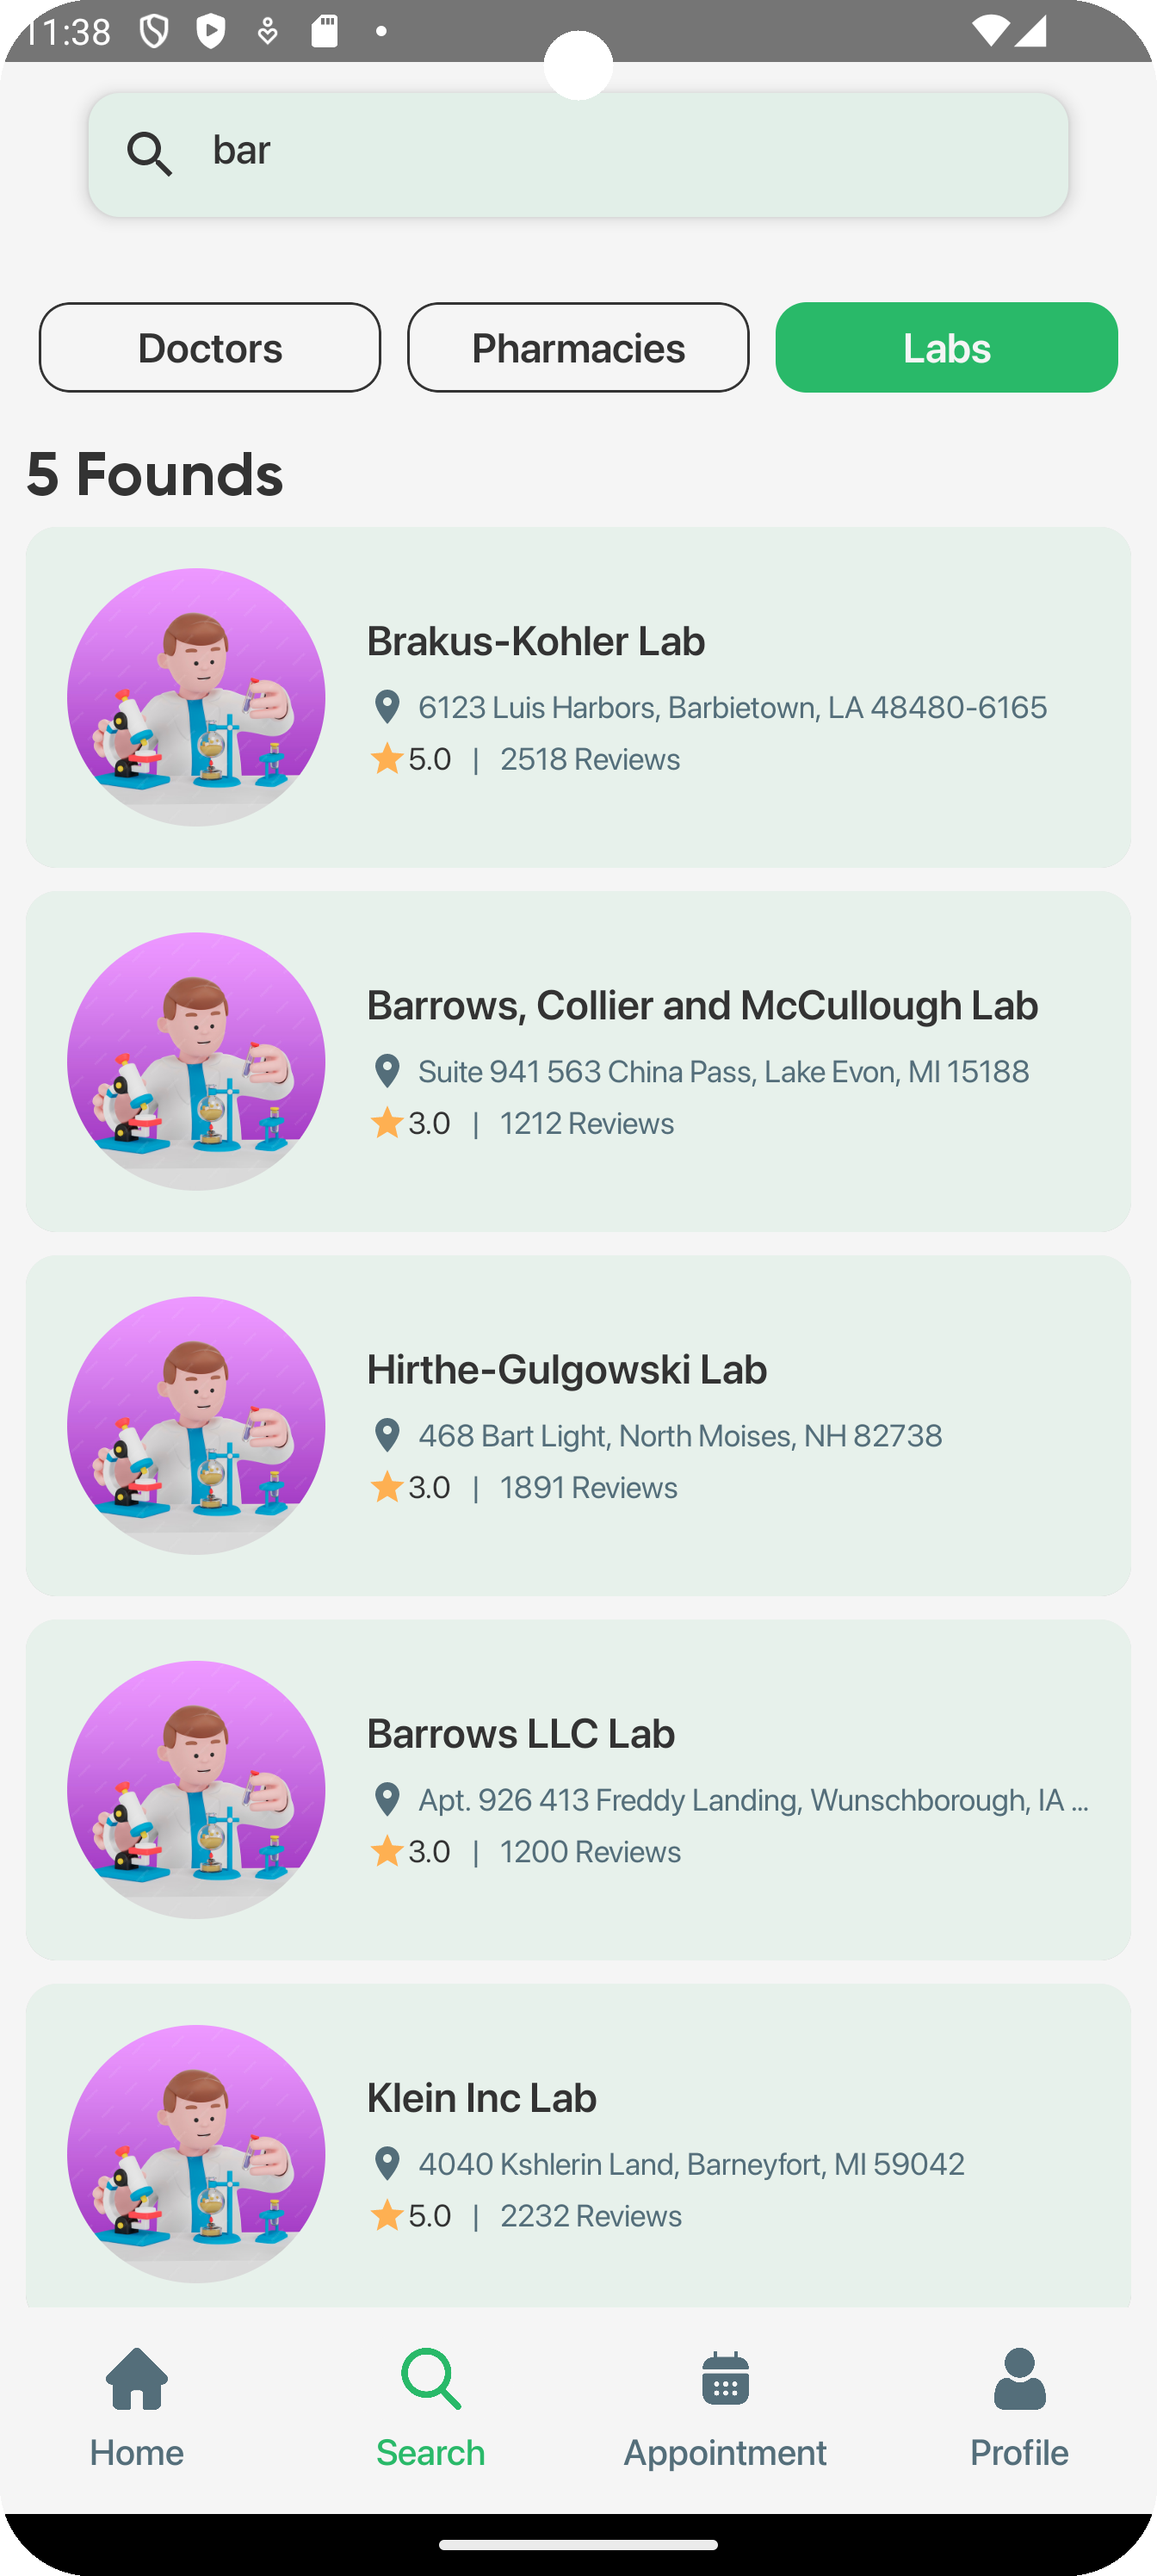 11:38
bar
Doctors Pharmacies Labs
5 Founds
Brakus-Kohler Lab
6123 Luis Harbors, Barbietown, LA 48480-6165
5.0 | 2518 Reviews
Barrows, Collier and McCullough Lab
Suite 941 563 China Pass, Lake Evon, MI 15188
3.0 | 1212 Reviews
Hirthe-Gulgowski Lab
468 Bart Light, North Moises, NH 82738
3.0 | 1891 Reviews
Barrows LLC Lab
Apt. 926 413 Freddy Landing, Wunschborough, IA ...
3.0 | 1200 Reviews
Klein Inc Lab
4040 Kshlerin Land, Barneyfort, MI 59042
5.0 | 2232 Reviews
Home Search Appointment Profile